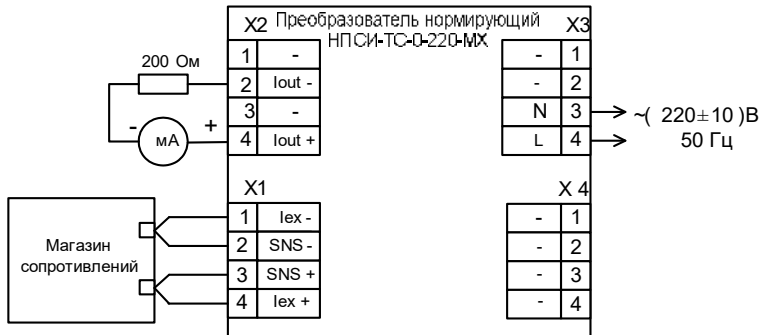 Преобразователь нормирующий
НПСИ-ТС-0-220-МХ
X2
1 -
2 Iout -
3 -
4 Iout +
200 Ом
- мА +
X3
- 1
- 2
N 3
L 4
~( 220±10 )В
50 Гц
X1
1 Iex -
2 SNS -
3 SNS +
4 Iex +
Магазин
сопротивлений
X 4
- 1
- 2
- 3
- 4